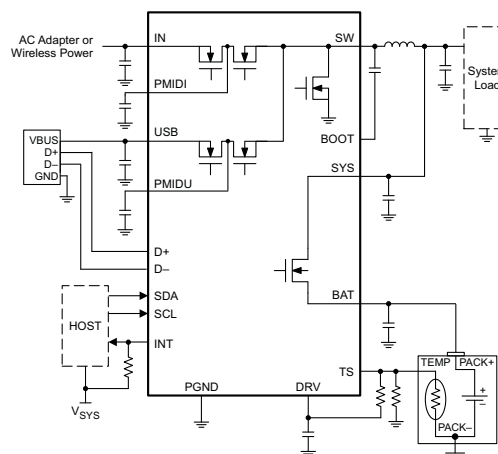 AC Adapter or
Wireless Power
IN
SW
PMIDI
System
Load
USB
BOOT
VBUS
D+
D–
GND
SYS
PMIDU
D+
D–
BAT
SDA
SCL
HOST
INT
TS
TEMP
PACK+
VSYS
PGND
DRV
+
–
PACK–